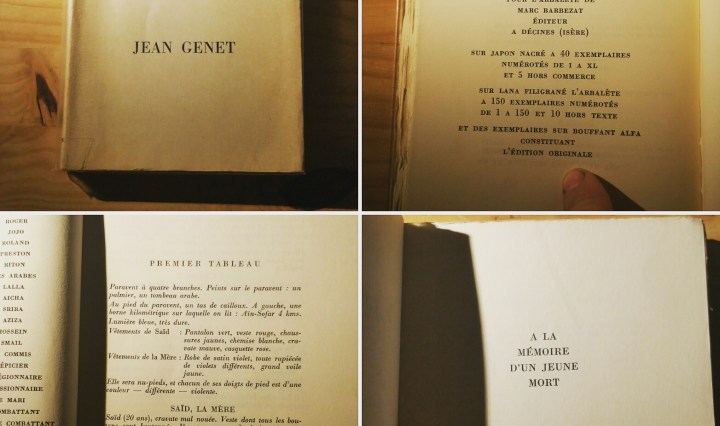 JEAN GENET
POUR L'ARBALÈTE DE
MARC BARBEZAT
ÉDITEUR
A DÉCINES (ISÈRE)
SUR JAPON NACRÉ A 40 EXEMPLAIRES
NUMÉROTÉS DE I A XL
ET 5 HORS COMMERCE
SUR LANA FILIGRANÉ L'ARBALÈTE
A 150 EXEMPLAIRES NUMÉROTÉS
DE 1 A 150 ET 10 HORS TEXTE
ET DES EXEMPLAIRES SUR BOUFFANT ALFA
CONSTITUANT
L'ÉDITION ORIGINALE
ROGER
JOJO
ROLAND
PRESTON
RITON
ES ARABES
LALLA
AICHA
SRIRA
AZIZA
HOSSEIN
SMAIL
COMMIS
ÉPICIER
ÉGIONNAIRE
SSIONNAIRE
E MARI
OMBATTANT
COMBATTANT
PREMIER TABLEAU
Paravent à quatre branches. Peints sur le paravent : un
palmier, un tombeau arabe.
Au pied du paravent, un tas de cailloux. A gauche, une
borne kilométrique sur laquelle on lit : Aïn-Sofar 4 kms.
Lumière bleue, très dure.
Vêtements de Saïd : Pantalon vert, veste rouge, chaus-
sures jaunes, chemise blanche, cra-
vate mauve, casquette rose.
Vêtements de la Mère : Robe de satin violet, toute rapiécée
de violets différents, grand voile
jaune.
Elle sera nu-pieds, et chacun de ses doigts de pied est d'une
couleur — différente — violente.
SAÏD, LA MÈRE
Saïd (20 ans), cravate mal nouée. Veste dont tous les bou-
A LA
MÉMOIRE
D'UN JEUNE
MORT